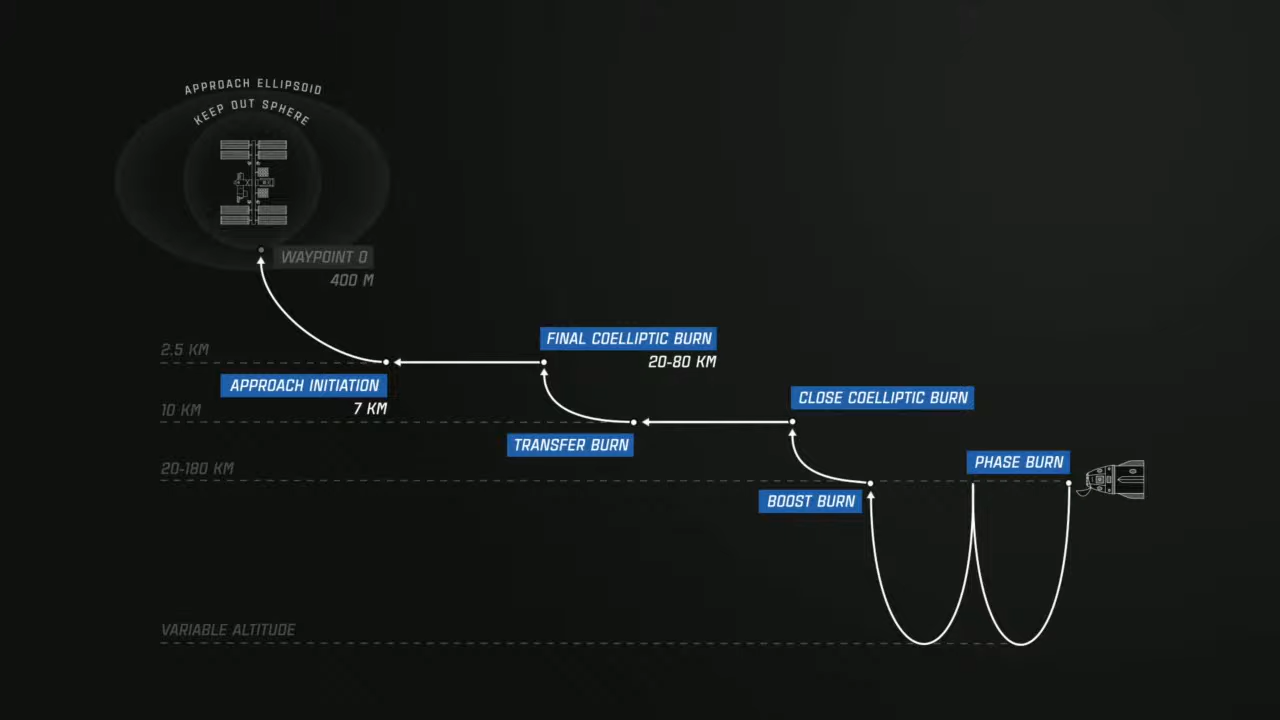 APPROACH ELLIPSOID
KEEP OUT SPHERE
WAYPOINT 0
400 M
FINAL COELLIPTIC BURN
20-80 KM
2.5 KM
APPROACH INITIATION
7 KM
CLOSE COELLIPTIC BURN
10 KM
TRANSFER BURN
PHASE BURN
20-180 KM
BOOST BURN
VARIABLE ALTITUDE